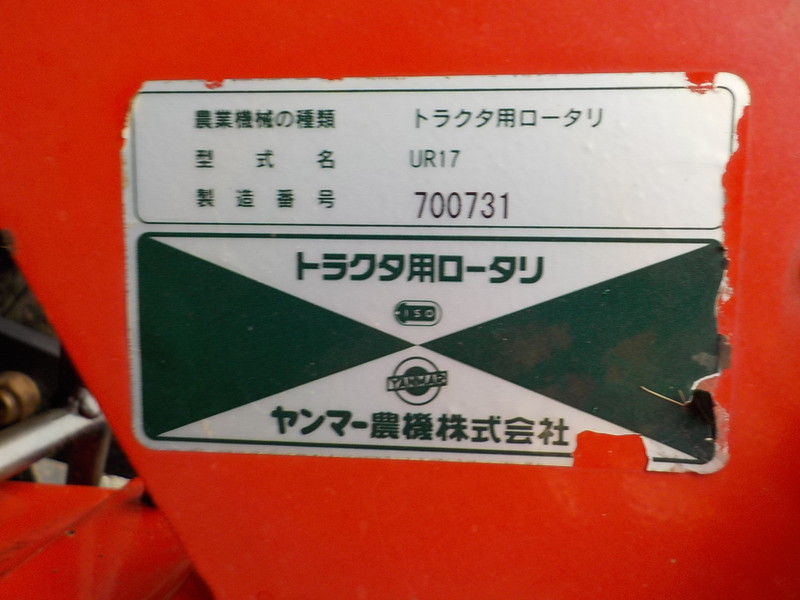 農業機械の種類 トラクタ用ロータリ
型式名 UR17
製造番号 700731
トラクタ用ロータリ
ISO
YANMAR
ヤンマー農機株式会社